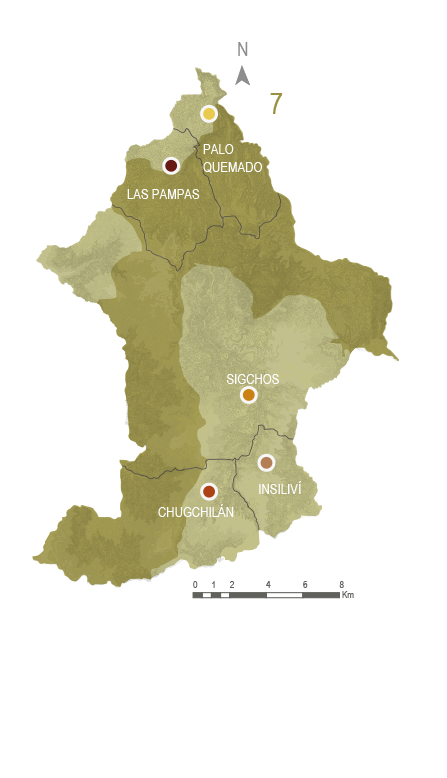 N
7
PALO
QUEMADO
LAS PAMPAS
SIGCHOS
INSILIVÍ
CHUGCHILÁN
0 1 2 4 6 8
Km